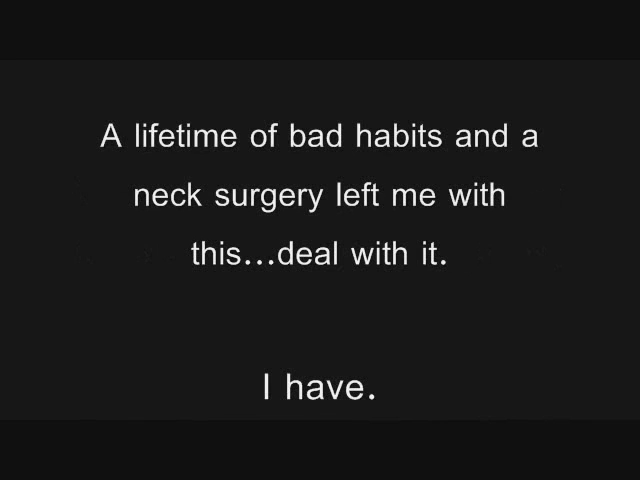 A lifetime of bad habits and a
neck surgery left me with
this...deal with it.
I have.